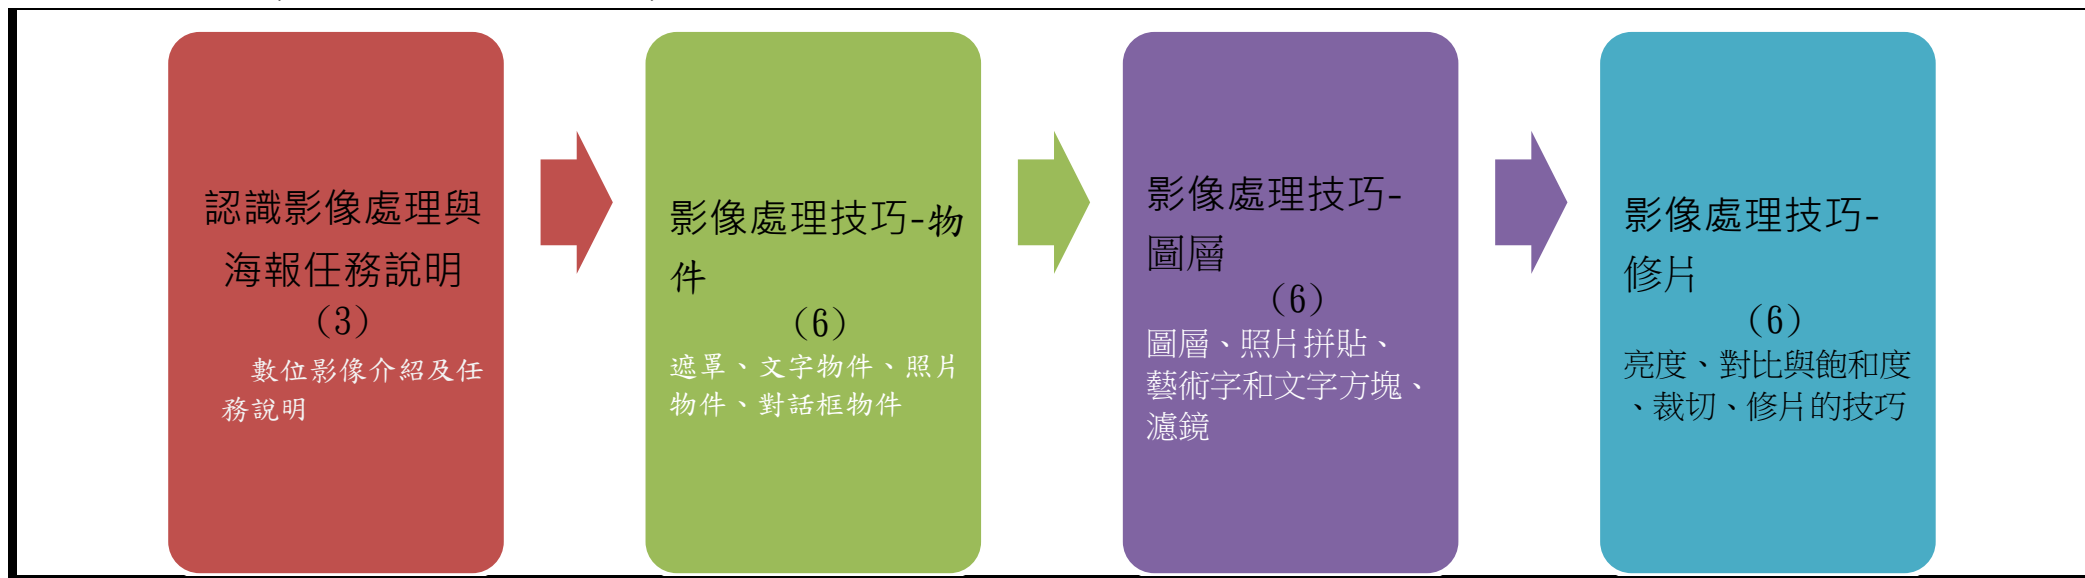 認識影像處理與
海報任務說明
（3）
數位影像介紹及任
務說明
影像處理技巧-物
件
（6）
遮罩、文字物件、照片
物件、對話框物件
影像處理技巧-
圖層
（6）
圖層、照片拼貼、
藝術字和文字方塊、
濾鏡
影像處理技巧-
修片
（6）
亮度、對比與飽和度
、裁切、修片的技巧